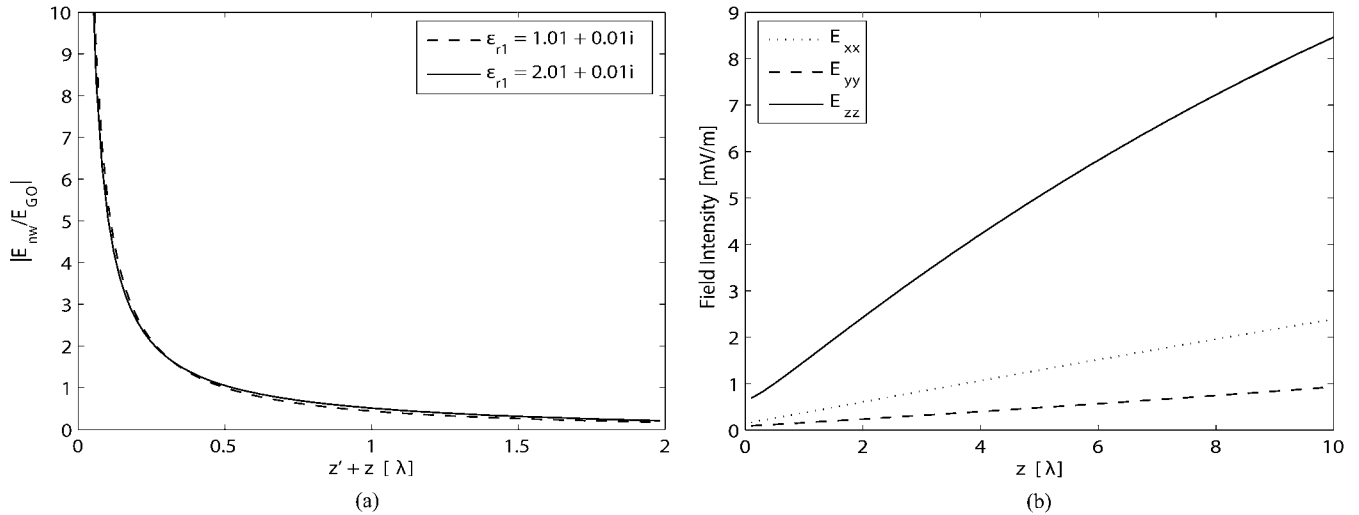 10
9
8
7
6
5
4
3
2
1
0
|E_nw/E_GO|
ε_r1 = 1.01 + 0.01i
ε_r1 = 2.01 + 0.01i
0 0.5 1 1.5 2
z' + z [ λ]
(a)
9
8
7
6
5
4
3
2
1
0
Field Intensity [mV/m]
E_xx
E_yy
E_zz
0 2 4 6 8 10
z [λ]
(b)